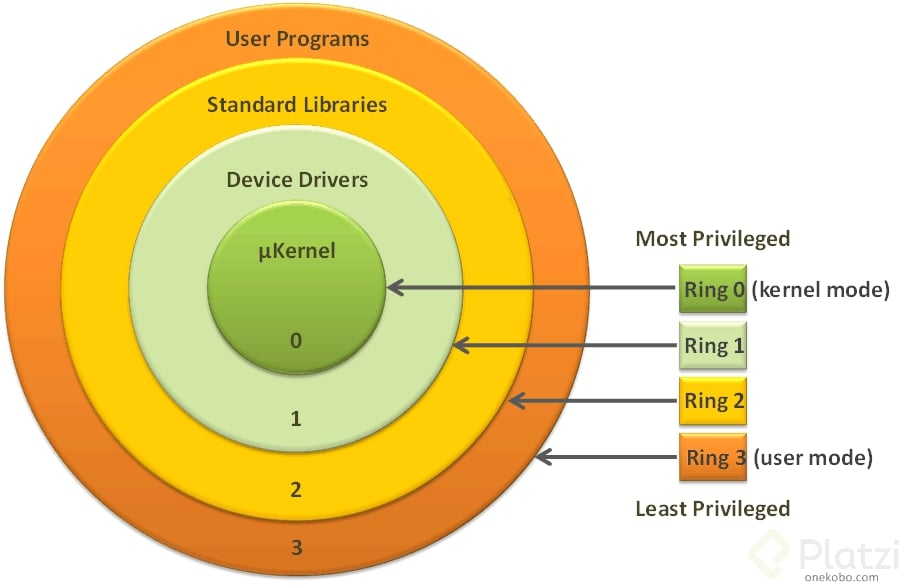 User Programs
Standard Libraries
Device Drivers
µKernel
0
1
2
3
Most Privileged
Ring 0 (kernel mode)
Ring 1
Ring 2
Ring 3 (user mode)
Least Privileged
Platzi
onekobo.com